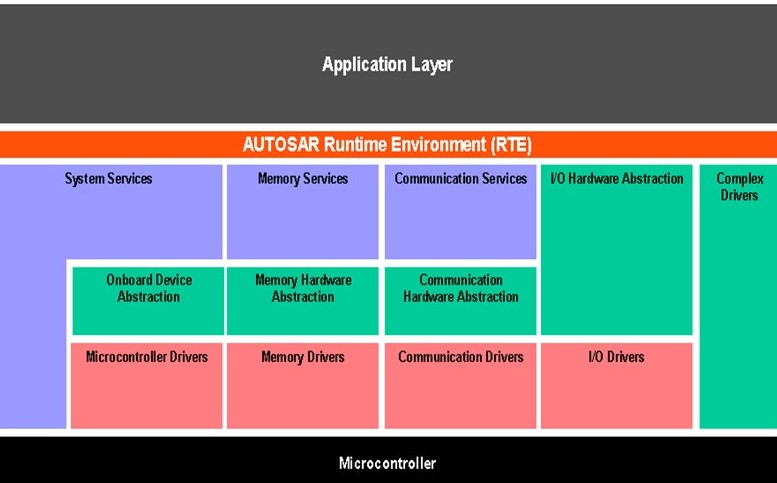 Application Layer
AUTOSAR Runtime Environment (RTE)
System Services
Memory Services
Communication Services
I/O Hardware Abstraction
Complex
Drivers
Onboard Device
Abstraction
Memory Hardware
Abstraction
Communication
Hardware Abstraction
Microcontroller Drivers
Memory Drivers
Communication Drivers
I/O Drivers
Microcontroller